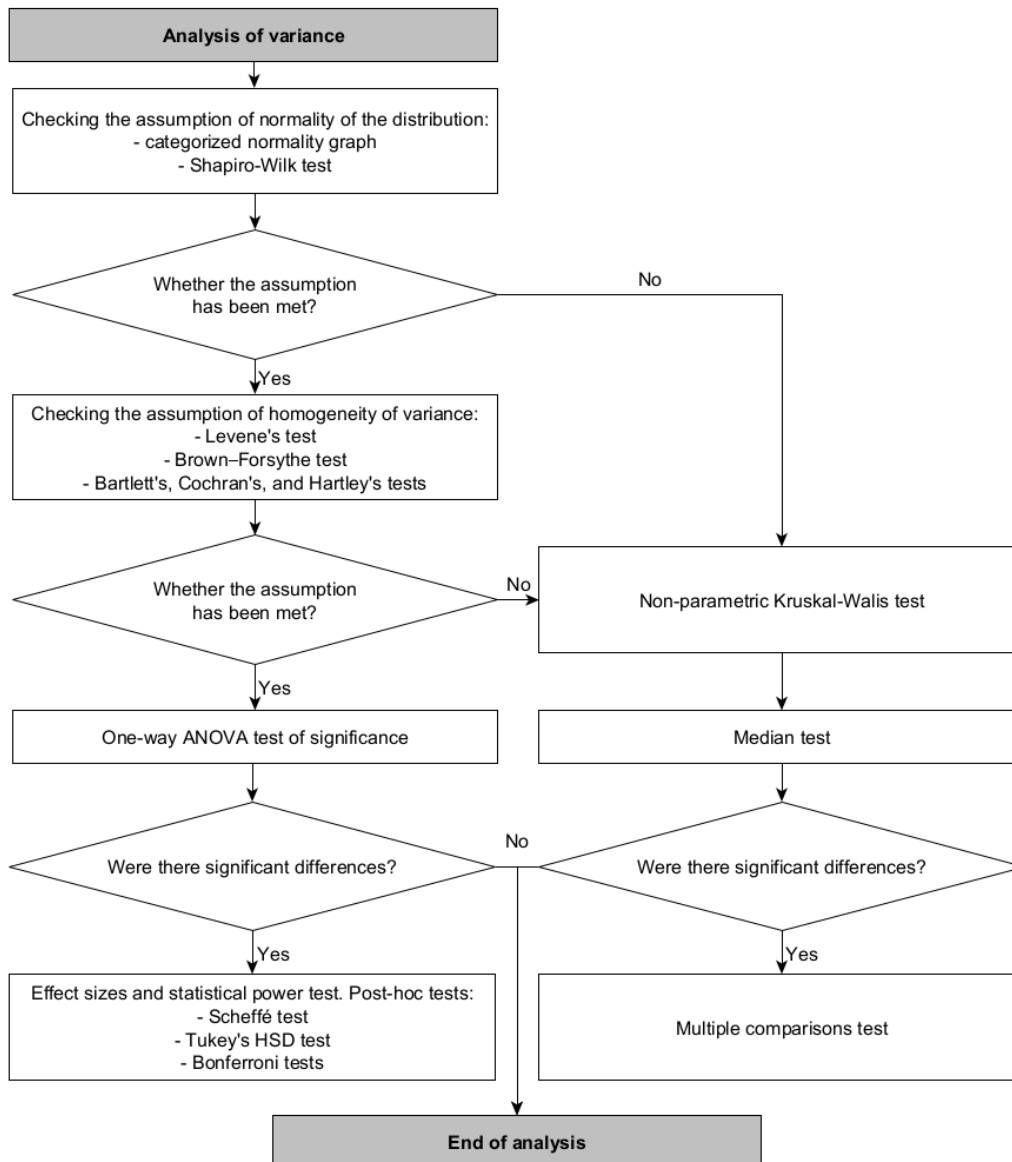 Analysis of variance
Checking the assumption of normality of the distribution:
- categorized normality graph
- Shapiro-Wilk test
Whether the assumption
has been met?
No
Yes
Checking the assumption of homogeneity of variance:
- Levene's test
- Brown–Forsythe test
- Bartlett's, Cochran's, and Hartley's tests
Whether the assumption
has been met?
No
Non-parametric Kruskal-Walis test
Yes
One-way ANOVA test of significance
Median test
Were there significant differences?
No
Were there significant differences?
Yes
Yes
Effect sizes and statistical power test. Post-hoc tests:
- Scheffé test
- Tukey's HSD test
- Bonferroni tests
Multiple comparisons test
End of analysis